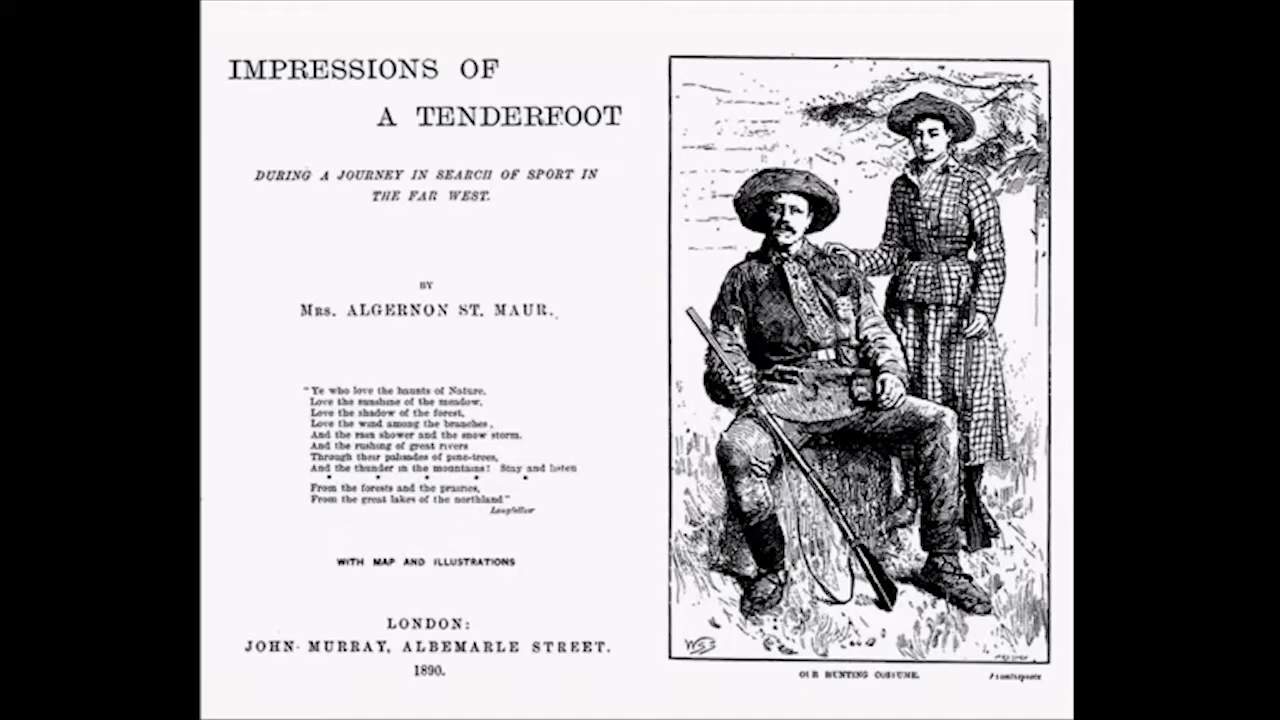 IMPRESSIONS OF
A TENDERFOOT
DURING A JOURNEY IN SEARCH OF SPORT IN
THE FAR WEST.
BY
MRS. ALGERNON ST. MAUR.
"Ye who love the haunts of Nature,
Love the sunshine of the meadow,
Love the shadow of the forest,
Love the wind among the branches,
And the rain shower and the snow storm,
And the rushing of great rivers
Through their palisades of pine-trees,
And the thunder in the mountains! Stay and listen
From the forests and the prairies,
From the great lakes of the northland"
Longfellow
WITH MAP AND ILLUSTRATIONS
LONDON:
JOHN MURRAY, ALBEMARLE STREET.
1890.
OUR HUNTING COSTUME.
Frontispiece